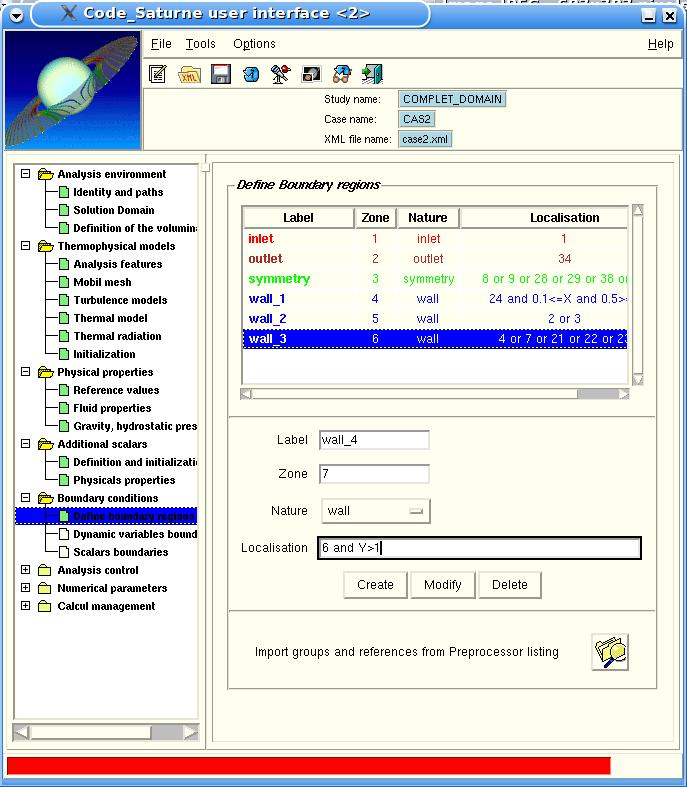 Code_Saturne user interface <2>
File Tools Options Help
XML
Study name: COMPLET_DOMAIN
Case name: CAS2
XML file name: case2.xml
Analysis environment
Identity and paths
Solution Domain
Definition of the volumin
Thermophysical models
Analysis features
Mobil mesh
Turbulence models
Thermal model
Thermal radiation
Initialization
Physical properties
Reference values
Fluid properties
Gravity, hydrostatic pres
Additional scalars
Definition and initializati
Physicals properties
Boundary conditions
Define boundary regions
Dynamic variables bound
Scalars boundaries
Analysis control
Numerical parameters
Calcul management
Define Boundary regions
Label Zone Nature Localisation
inlet 1 inlet 1
outlet 2 outlet 34
symmetry 3 symmetry 8 or 9 or 28 or 29 or 38 or
wall_1 4 wall 24 and 0.1<=X and 0.5>=
wall_2 5 wall 2 or 3
wall_3 6 wall 4 or 7 or 21 or 22 or 23
Label wall_4
Zone 7
Nature wall
Localisation 6 and Y>1
Create Modify Delete
Import groups and references from Preprocessor listing